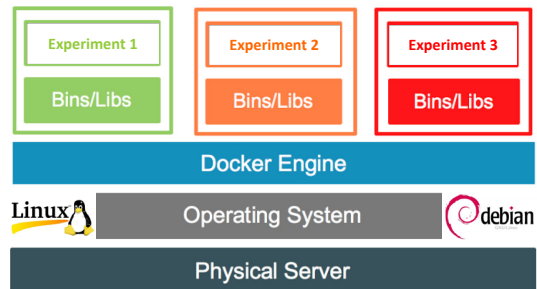 Experiment 1
Experiment 2
Experiment 3
Bins/Libs
Bins/Libs
Bins/Libs
Docker Engine
Linux
Operating System
debian
Physical Server